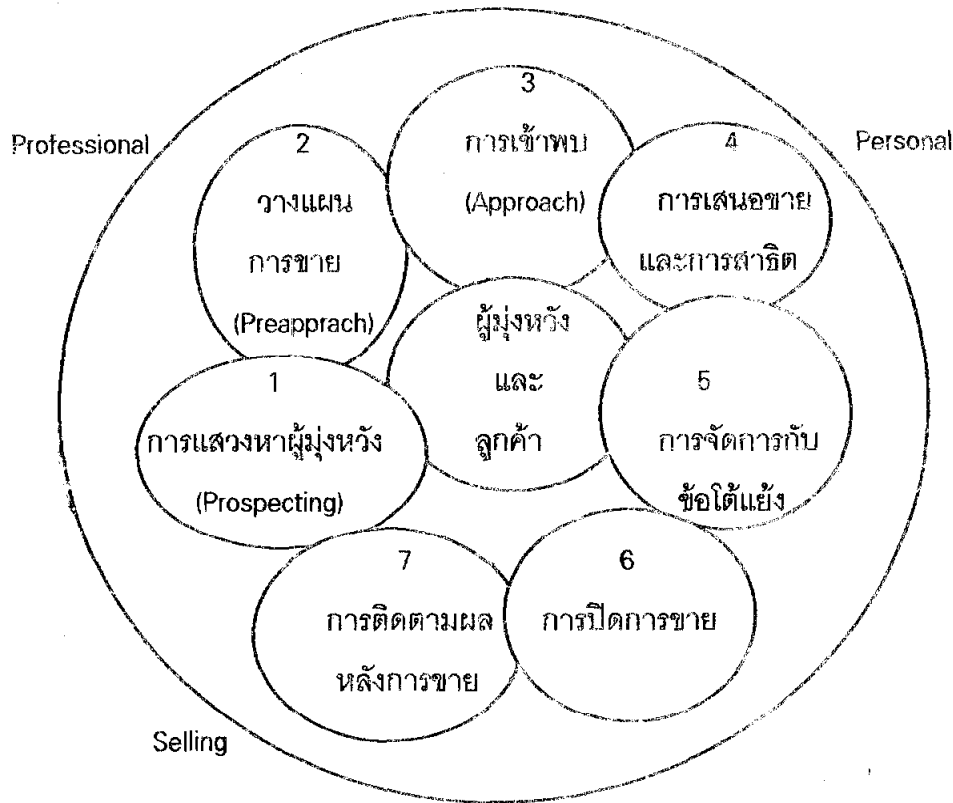 Professional
Personal
1
การแสวงหาผู้มุ่งหวัง
(Prospecting)
2
วางแผน
การขาย
(Preapprach)
3
การเข้าพบ
(Approach)
4
การเสนอขาย
และการสาธิต
5
การจัดการกับ
ข้อโต้แย้ง
6
การปิดการขาย
7
การติดตามผล
หลังการขาย
ผู้มุ่งหวัง
และ
ลูกค้า
Selling